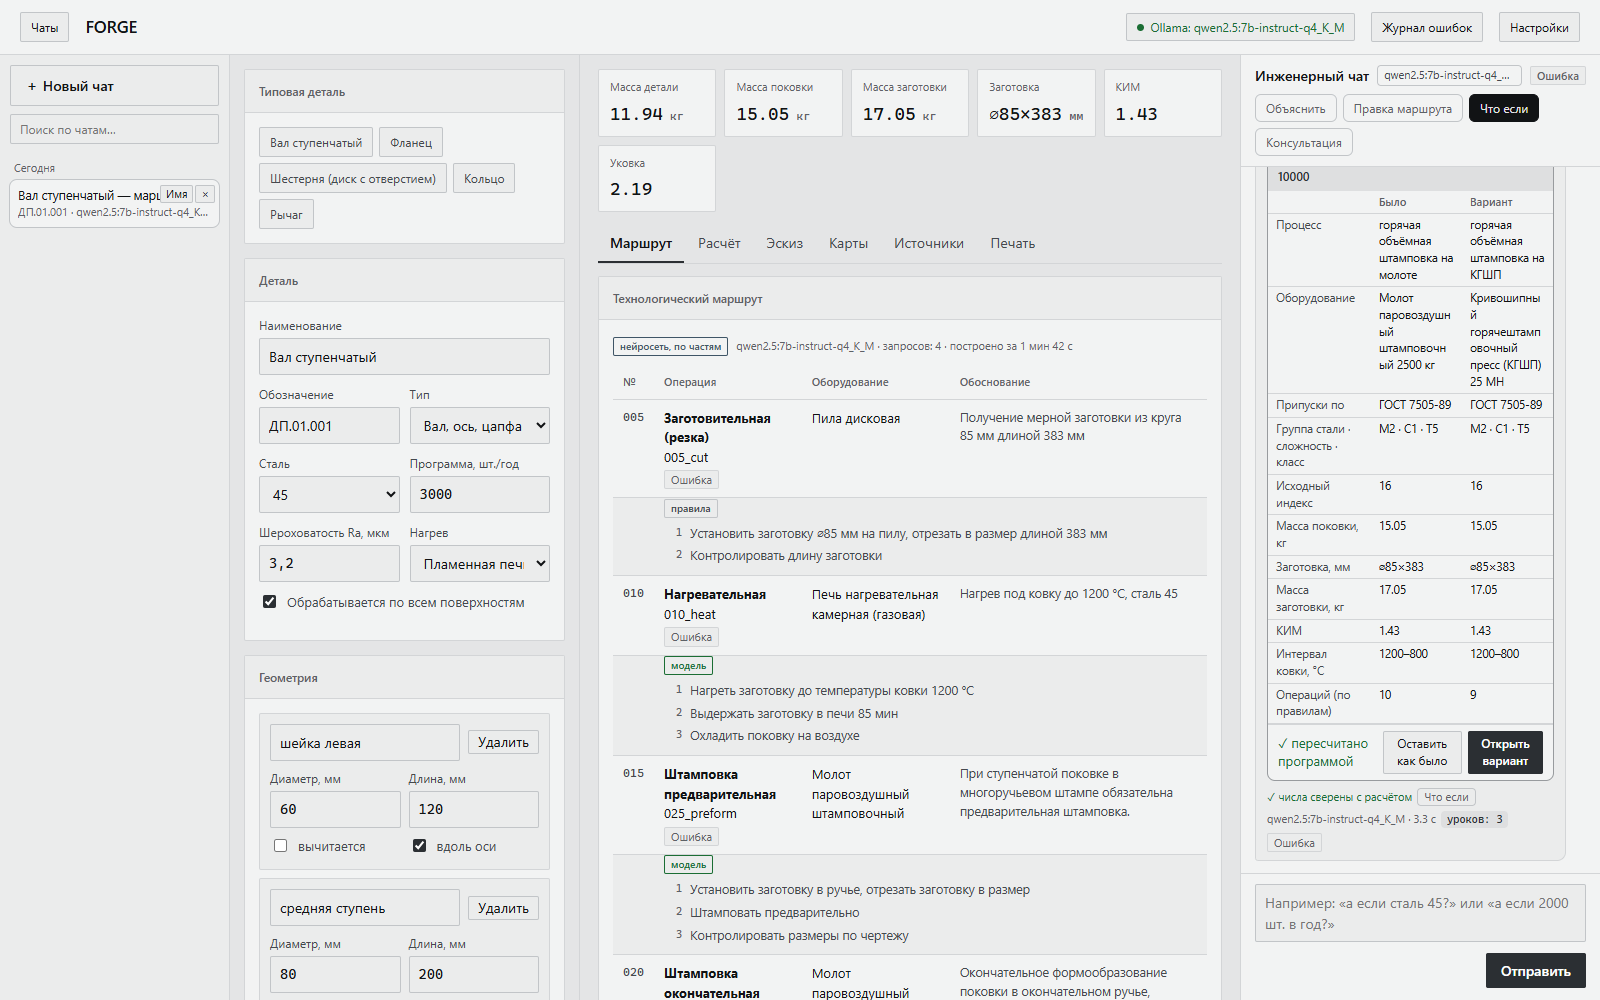 Чаты
FORGE
Ollama: qwen2.5:7b-instruct-q4_K_M
Журнал ошибок
Настройки
+ Новый чат
Поиск по чатам...
Сегодня
Вал ступенчатый — марш
Имя
×
ДП.01.001 · qwen2.5:7b-instruct-q4_K...
Типовая деталь
Вал ступенчатый
Фланец
Шестерня (диск с отверстием)
Кольцо
Рычаг
Деталь
Наименование
Вал ступенчатый
Обозначение
Тип
ДП.01.001
Вал, ось, цапфа
Сталь
Программа, шт./год
45
3000
Шероховатость Ra, мкм
Нагрев
3,2
Пламенная печь
Обрабатывается по всем поверхностям
Геометрия
шейка левая
Удалить
Диаметр, мм
Длина, мм
60
120
вычитается
вдоль оси
средняя ступень
Удалить
Диаметр, мм
Длина, мм
80
200
Масса детали
11.94 кг
Масса поковки
15.05 кг
Масса заготовки
17.05 кг
Заготовка
⌀85×383 мм
КИМ
1.43
Уковка
2.19
Маршрут
Расчёт
Эскиз
Карты
Источники
Печать
Технологический маршрут
нейросеть, по частям
qwen2.5:7b-instruct-q4_K_M · запросов: 4 · построено за 1 мин 42 с
№
Операция
Оборудование
Обоснование
005
Заготовительная
(резка)
005_cut
Ошибка
Пила дисковая
Получение мерной заготовки из круга
85 мм длиной 383 мм
правила
1 Установить заготовку ⌀85 мм на пилу, отрезать в размер длиной 383 мм
2 Контролировать длину заготовки
010
Нагревательная
010_heat
Ошибка
Печь нагревательная
камерная (газовая)
Нагрев под ковку до 1200 °C, сталь 45
модель
1 Нагреть заготовку до температуры ковки 1200 °C
2 Выдержать заготовку в печи 85 мин
3 Охладить поковку на воздухе
015
Штамповка
предварительная
025_preform
Ошибка
Молот
паровоздушный
штамповочный
При ступенчатой поковке в
многоручьевом штампе обязательна
предварительная штамповка.
модель
1 Установить заготовку в ручье, отрезать заготовку в размер
2 Штамповать предварительно
3 Контролировать размеры по чертежу
020
Штамповка
окончательная
Молот
паровоздушный
Окончательное формообразование
поковки в окончательном ручье,
Инженерный чат
qwen2.5:7b-instruct-q4_...
Ошибка
Объяснить
Правка маршрута
Что если
Консультация
10000
Было
Вариант
Процесс
горячая
объёмная
штамповка на
молоте
горячая
объёмная
штамповка на
КГШП
Оборудование
Молот
паровоздушн
ый
штамповочн
ый 2500 кг
Кривошипны
й
горячештамп
овочный
пресс (КГШП)
25 МН
Припуски по
ГОСТ 7505-89
ГОСТ 7505-89
Группа стали ·
сложность ·
класс
М2 · С1 · Т5
М2 · С1 · Т5
Исходный
индекс
16
16
Масса поковки,
кг
15.05
15.05
Заготовка, мм
⌀85×383
⌀85×383
Масса
заготовки, кг
17.05
17.05
КИМ
1.43
1.43
Интервал
ковки, °C
1200–800
1200–800
Операций (по
правилам)
10
9
✓ пересчитано
программой
Оставить
как было
Открыть
вариант
✓ числа сверены с расчётом
Что если
qwen2.5:7b-instruct-q4_K_M · 3.3 с
уроков: 3
Ошибка
Например: «а если сталь 45?» или «а если 2000
шт. в год?»
Отправить